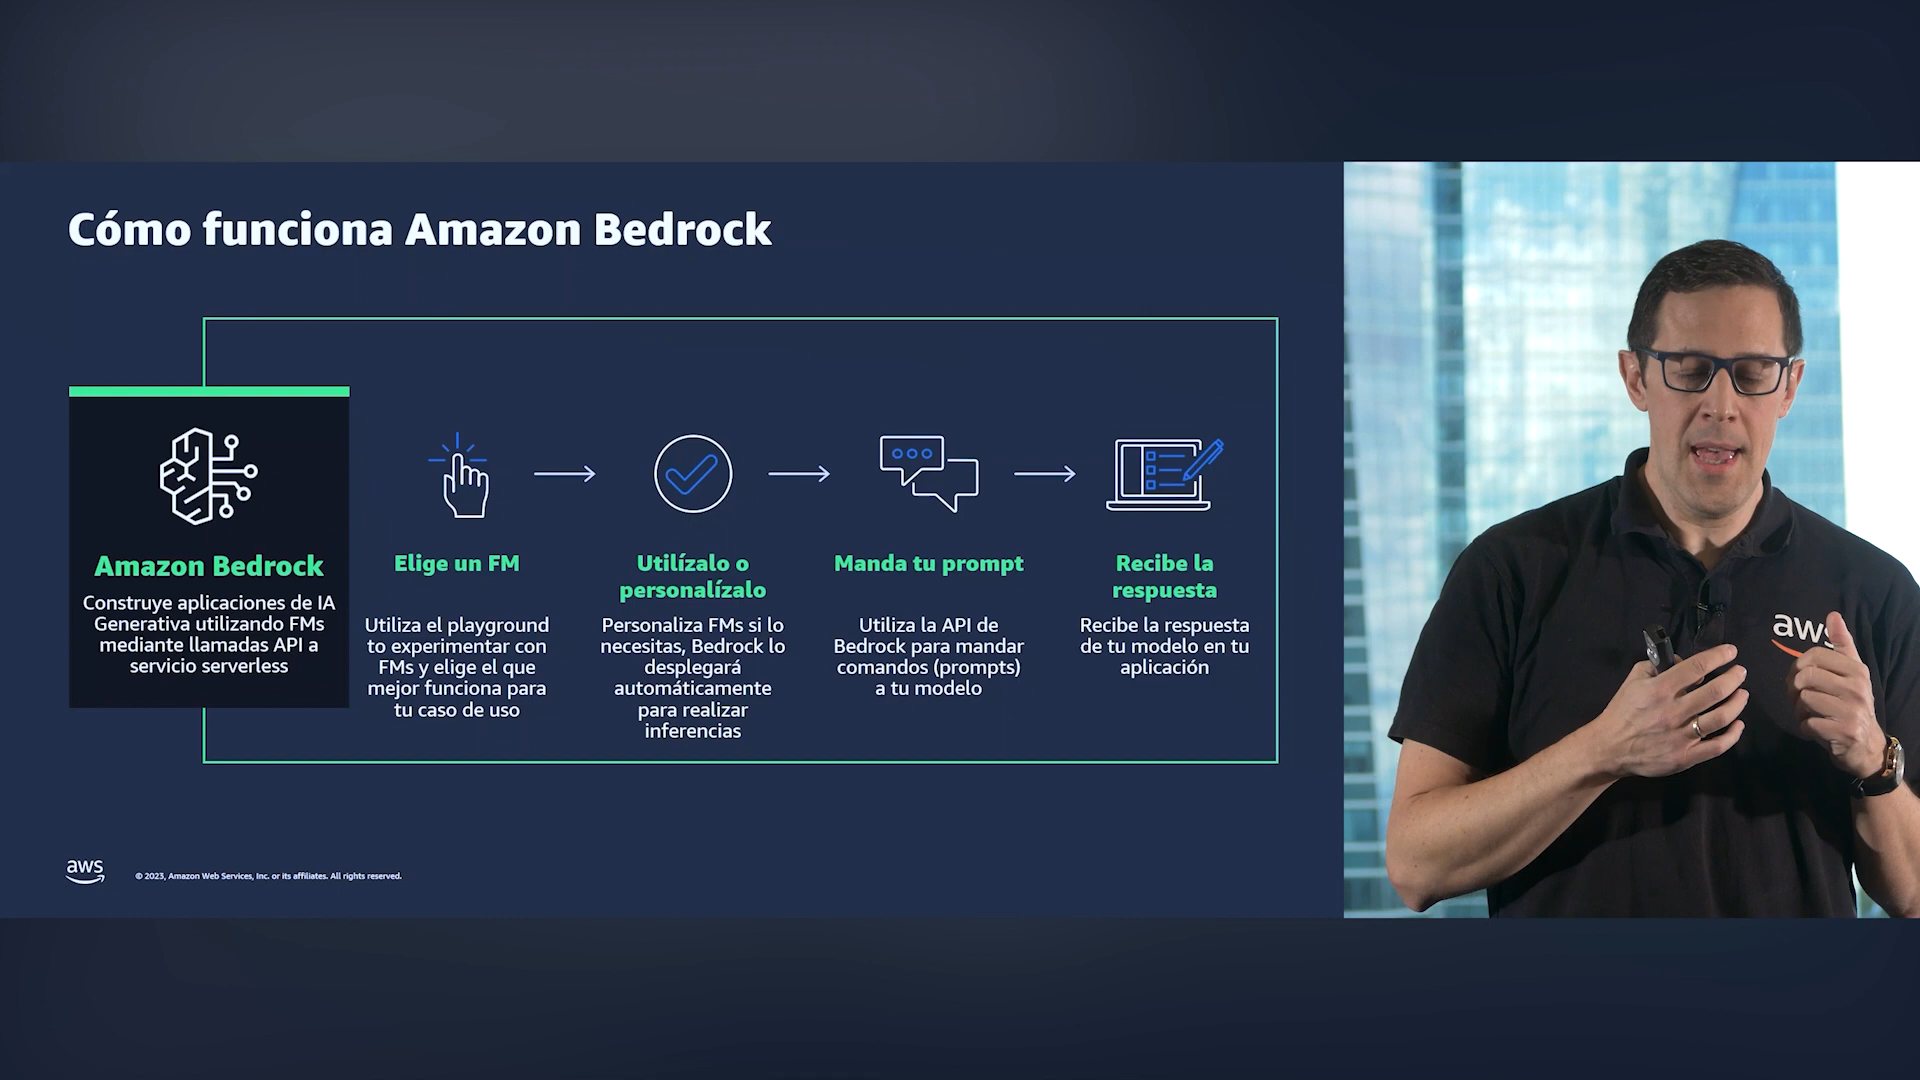 Cómo funciona Amazon Bedrock
Amazon Bedrock
Construye aplicaciones de IA
Generativa utilizando FMs
mediante llamadas API a
servicio serverless
Elige un FM
Utiliza el playground
to experimentar con
FMs y elige el que
mejor funciona para
tu caso de uso
Utilízalo o
personalízalo
Personaliza FMs si lo
necesitas, Bedrock lo
desplegará
automáticamente
para realizar
inferencias
Manda tu prompt
Utiliza la API de
Bedrock para mandar
comandos (prompts)
a tu modelo
Recibe la
respuesta
Recibe la respuesta
de tu modelo en tu
aplicación
aws
© 2023, Amazon Web Services, Inc. or its affiliates. All rights reserved.
aws